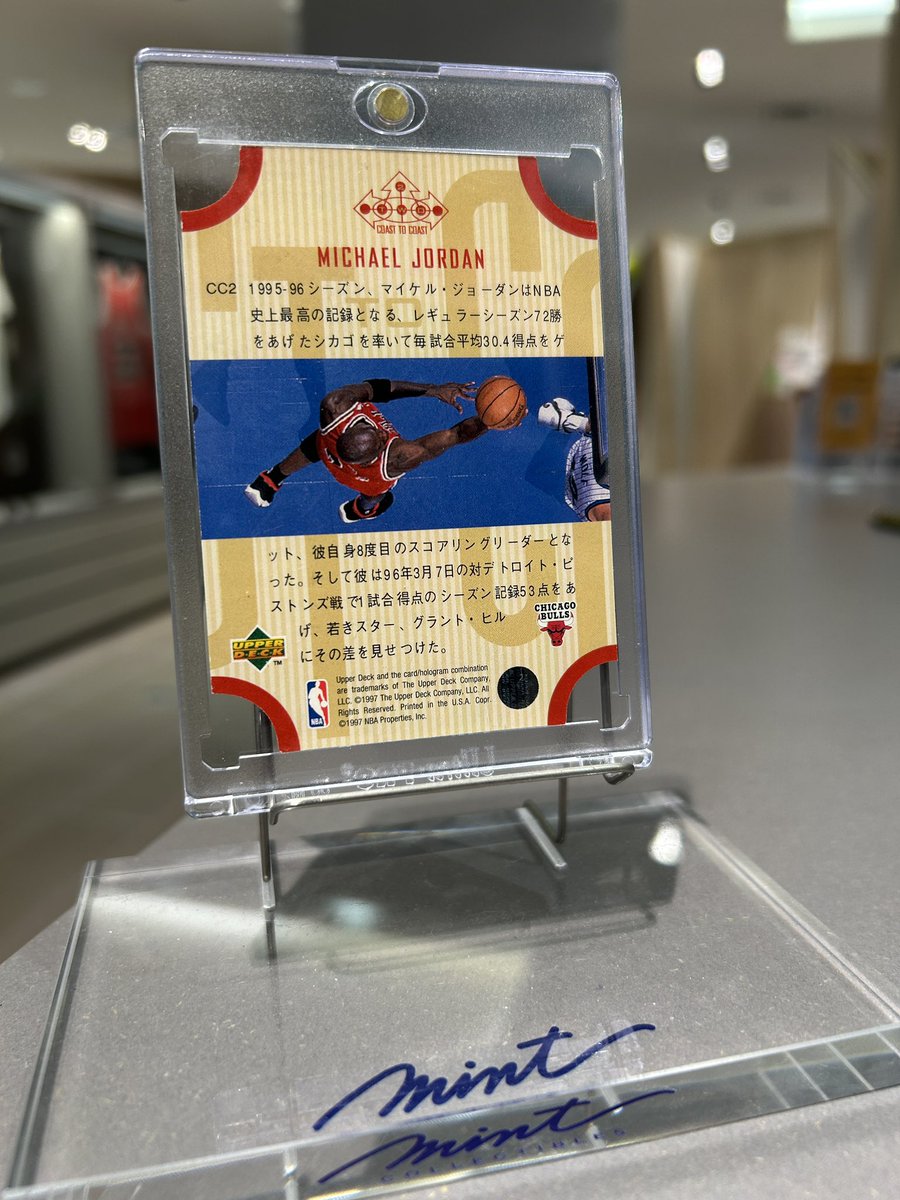 COAST TO COAST
MICHAEL JORDAN
CC2 1995-96シーズン、マイケル・ジョーダンはNBA
史上最高の記録となる、レギュラーシーズン72勝
をあげたシカゴを率いて毎試合平均30.4得点をゲ
ット、彼自身8度目のスコアリングリーダーとな
った。そして彼は96年3月7日の対デトロイト・ピ
ストンズ戦で1試合得点のシーズン記録53点をあ
げ、若きスター、グラント・ヒル
にその差を見せつけた。
CHICAGO
BULLS
UPPER
DECK
TM
NBA
Upper Deck and the card/hologram combination
are trademarks of The Upper Deck Company,
LLC. ©1997 The Upper Deck Company, LLC. All
Rights Reserved. Printed in the U.S.A. Copr.
©1997 NBA Properties, Inc.
mint
mint
COLLECTIBLES